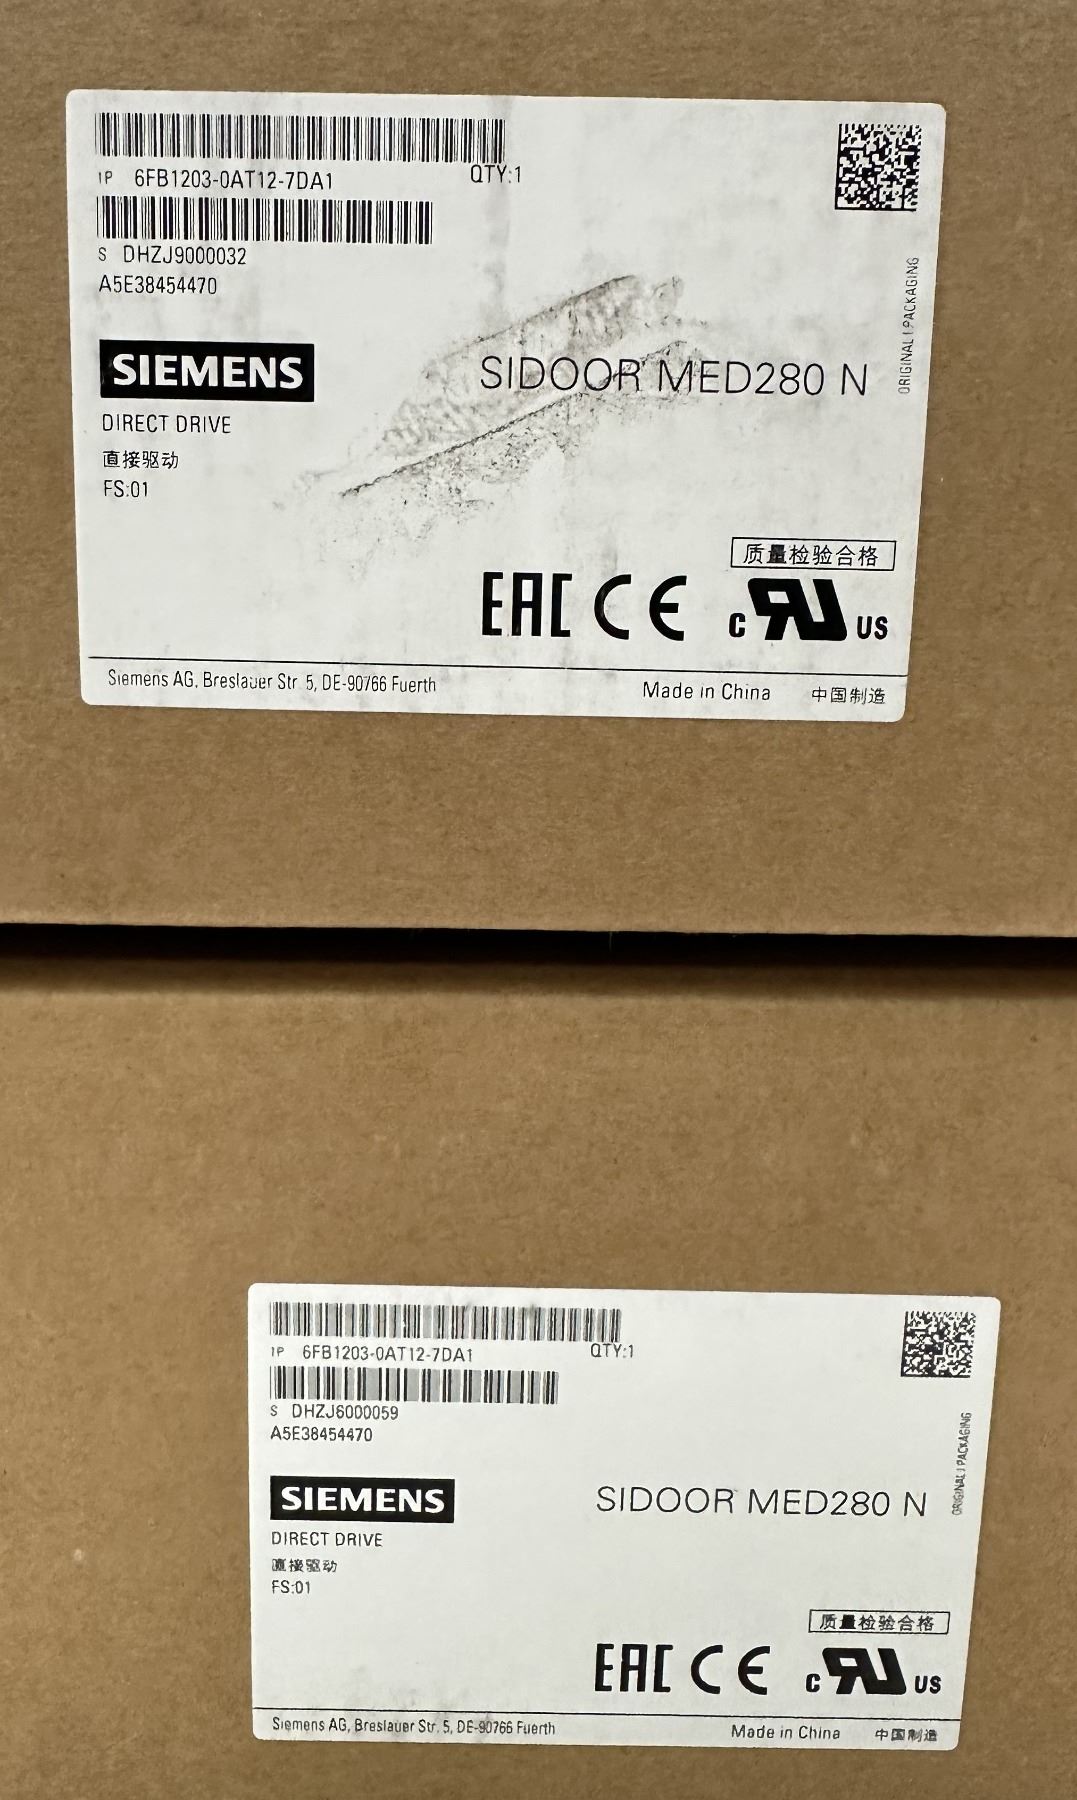 1P 6FB1203-0AT12-7DA1 QTY:1
S DHZJ9000032
A5E38454470
ORIGINAL | PACKAGING
SIEMENS
SIDOOR MED280 N
DIRECT DRIVE
直接驱动
FS:01
质量检验合格
EAC CE c RU US
Siemens AG, Breslauer Str. 5, DE-90766 Fuerth Made in China 中国制造
1P 6FB1203-0AT12-7DA1 QTY:1
S DHZJ6000059
A5E38454470
ORIGINAL | PACKAGING
SIEMENS
SIDOOR MED280 N
DIRECT DRIVE
直接驱动
FS:01
质量检验合格
EAC CE c RU US
Siemens AG, Breslauer Str. 5, DE-90766 Fuerth Made in China 中国制造